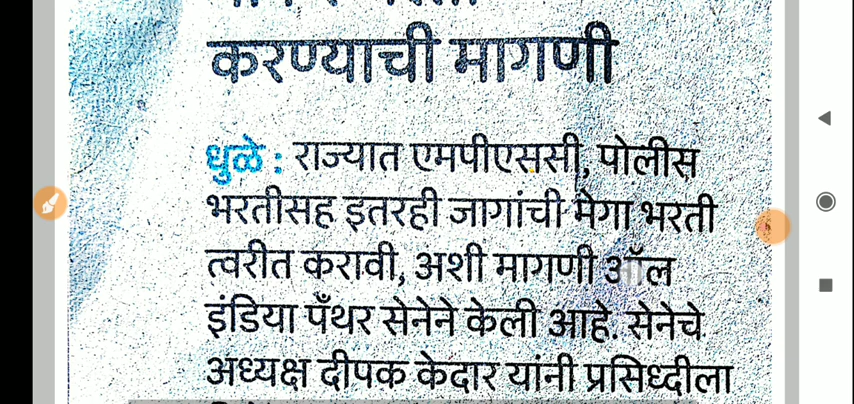 करण्याची मागणी
धुळे : राज्यात एमपीएससी, पोलीस
भरतीसह इतरही जागांची मेगा भरती
त्वरीत करावी, अशी मागणी ऑल
इंडिया पँथर सेनेने केली आहे. सेनेचे
अध्यक्ष दीपक केदार यांनी प्रसिध्दीला